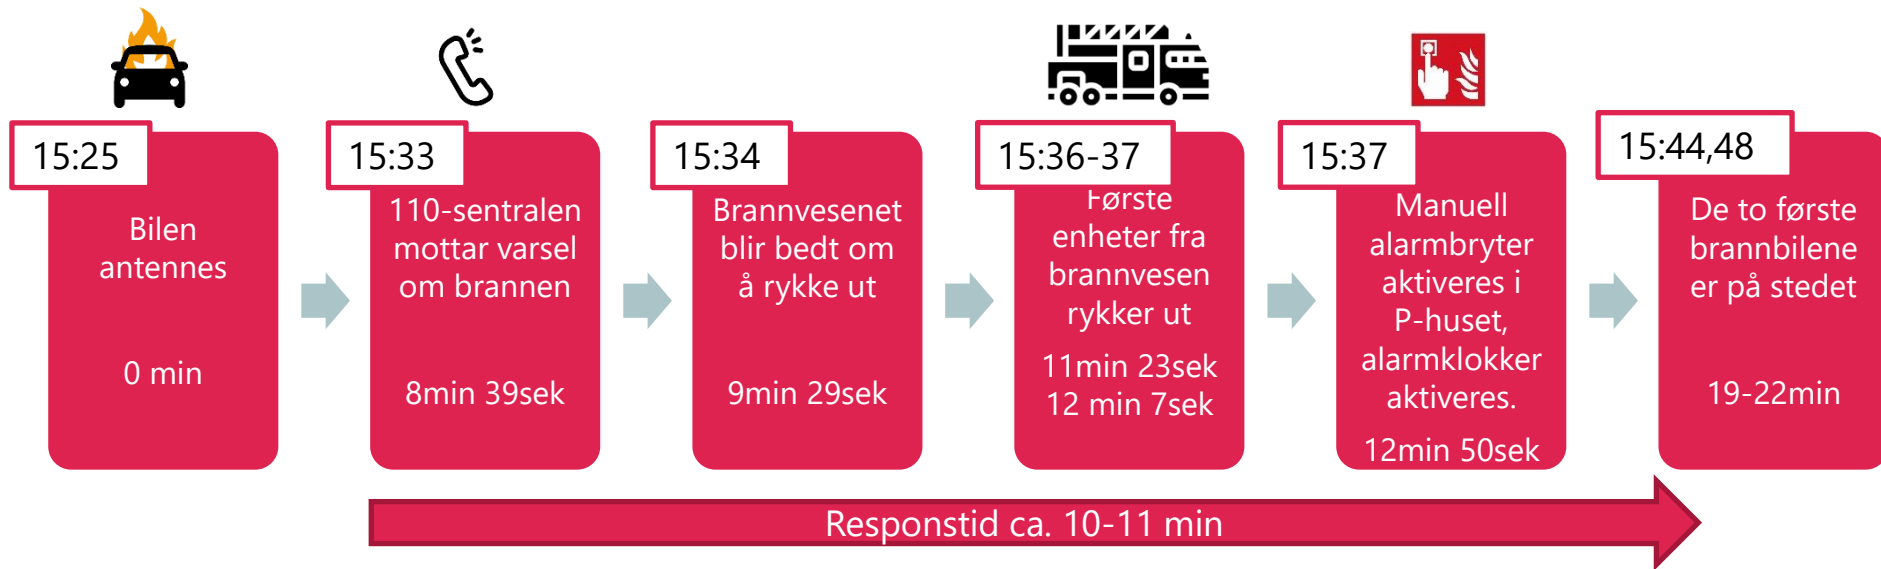 15:25
Bilen
antennes
0 min
15:33
110-sentralen
mottar varsel
om brannen
8min 39sek
15:34
Brannvesenet
blir bedt om
å rykke ut
9min 29sek
15:36-37
Første
enheter fra
brannvesen
rykker ut
11min 23sek
12 min 7sek
15:37
Manuell
alarmbryter
aktiveres i
P-huset,
alarmklokker
aktiveres.
12min 50sek
15:44,48
De to første
brannbilene
er på stedet
19-22min
Responstid ca. 10-11 min